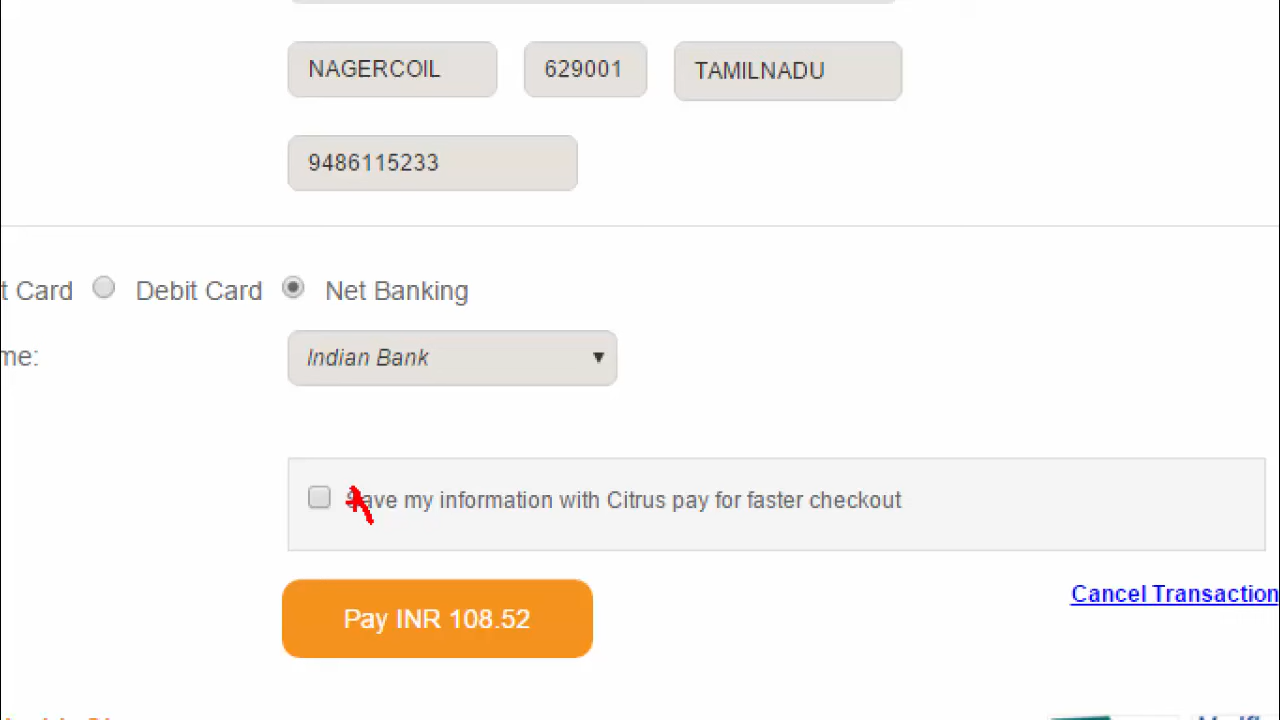 NAGERCOIL 629001 TAMILNADU
9486115233
t Card Debit Card Net Banking
me: Indian Bank
Save my information with Citrus pay for faster checkout
Cancel Transaction
Pay INR 108.52